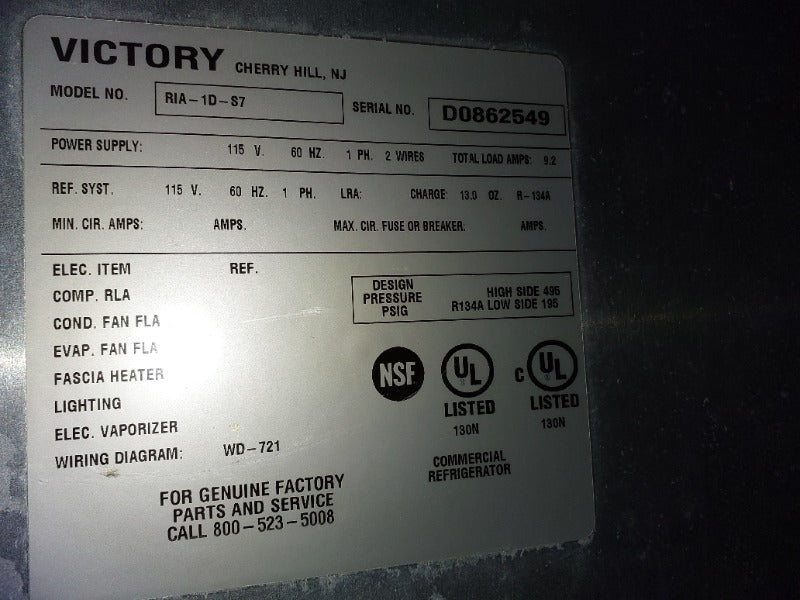 VICTORY CHERRY HILL, NJ
MODEL NO. RIA-1D-S7 SERIAL NO. D0862549
POWER SUPPLY: 115 V. 60 HZ. 1 PH. 2 WIRES TOTAL LOAD AMPS: 9.2
REF. SYST. 115 V. 60 HZ. 1 PH. LRA: CHARGE: 13.0 OZ. R-134A
MIN. CIR. AMPS: AMPS. MAX. CIR. FUSE OR BREAKER: AMPS.
ELEC. ITEM REF.
COMP. RLA
COND. FAN FLA
EVAP. FAN FLA
FASCIA HEATER
LIGHTING
ELEC. VAPORIZER
WIRING DIAGRAM: WD-721
DESIGN
PRESSURE
PSIG
HIGH SIDE 495
R134A LOW SIDE 195
NSF
UL
LISTED
130N
C UL
LISTED
130N
COMMERCIAL
REFRIGERATOR
FOR GENUINE FACTORY
PARTS AND SERVICE
CALL 800-523-5008